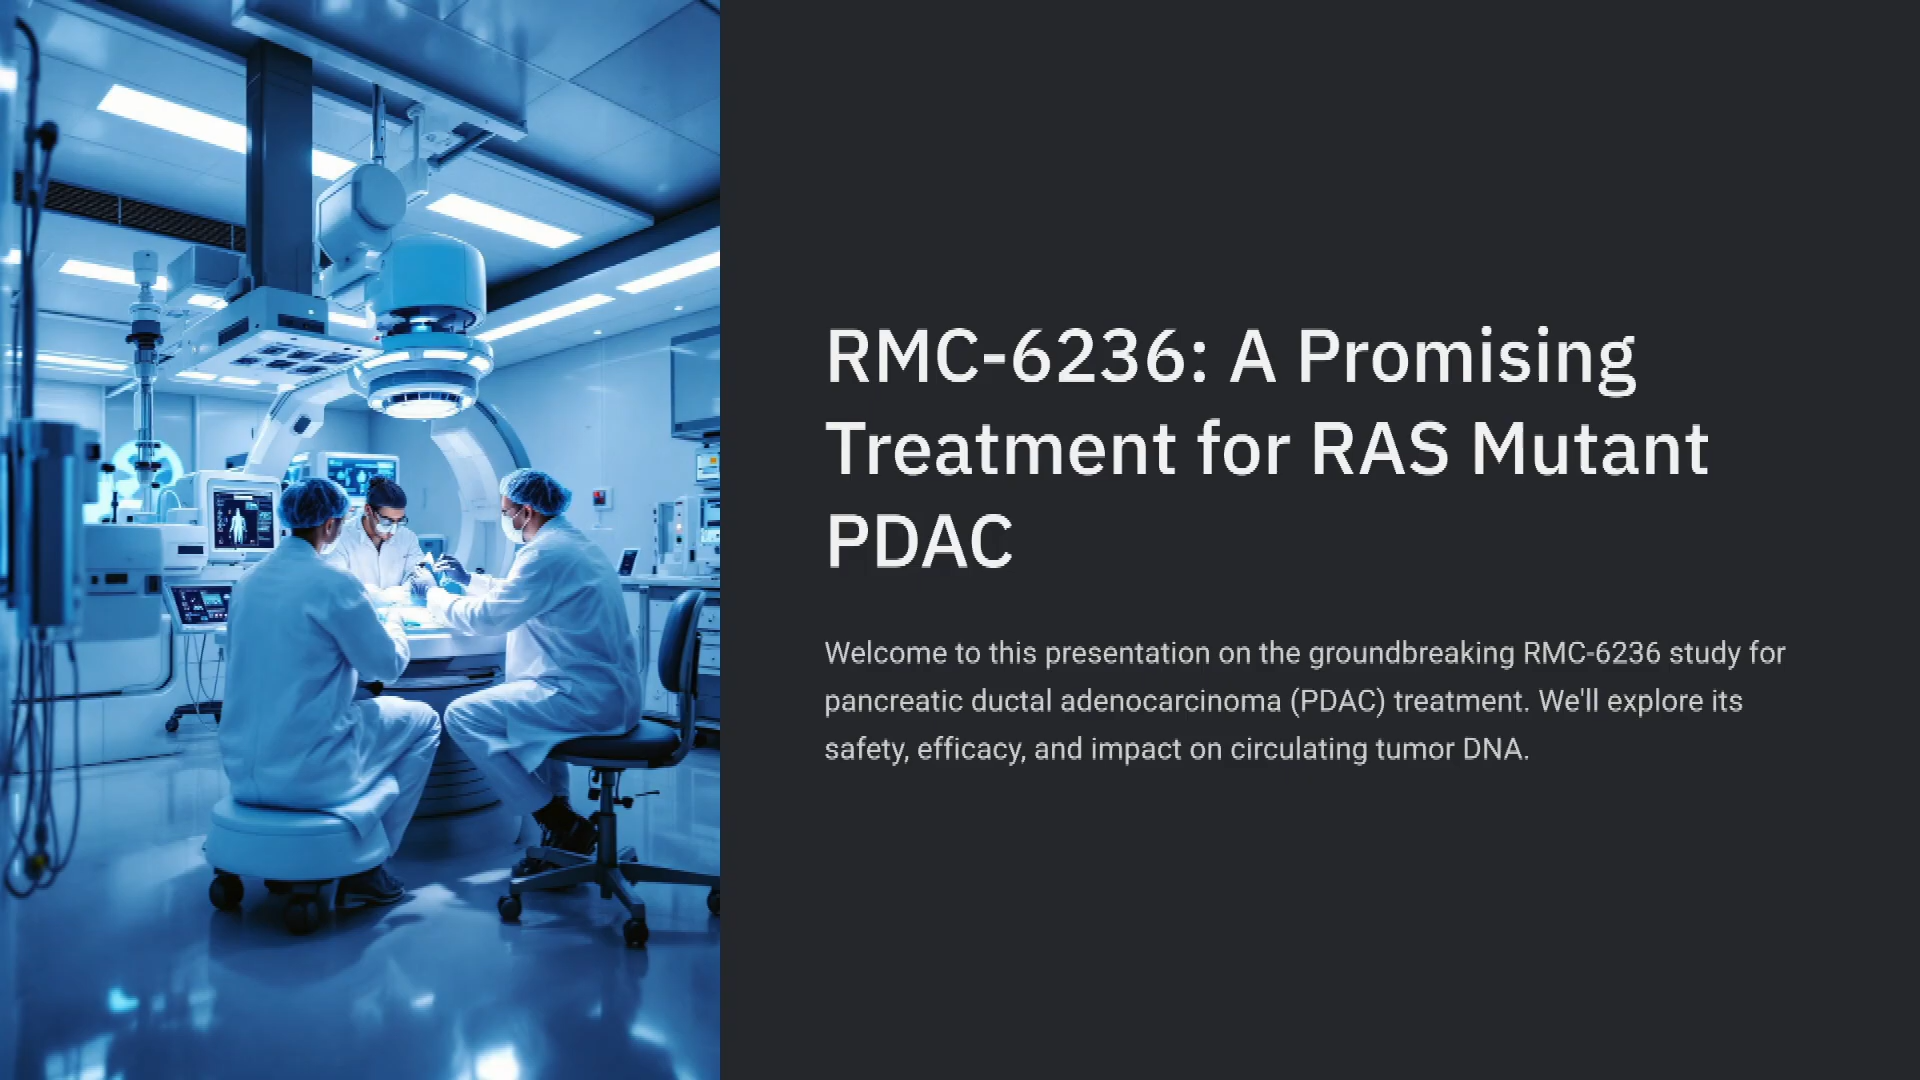 RMC-6236: A Promising
Treatment for RAS Mutant
PDAC
Welcome to this presentation on the groundbreaking RMC-6236 study for
pancreatic ductal adenocarcinoma (PDAC) treatment. We'll explore its
safety, efficacy, and impact on circulating tumor DNA.